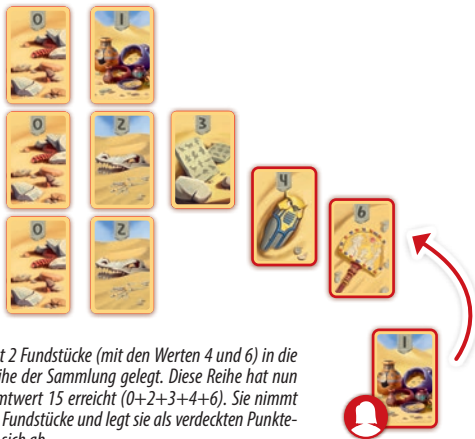 0 1
0 2 3
4
6
0 2
1
t 2 Fundstücke (mit den Werten 4 und 6) in die
ihe der Sammlung gelegt. Diese Reihe hat nun
mtwert 15 erreicht (0+2+3+4+6). Sie nimmt
Fundstücke und legt sie als verdeckten Punkte-
sich ab